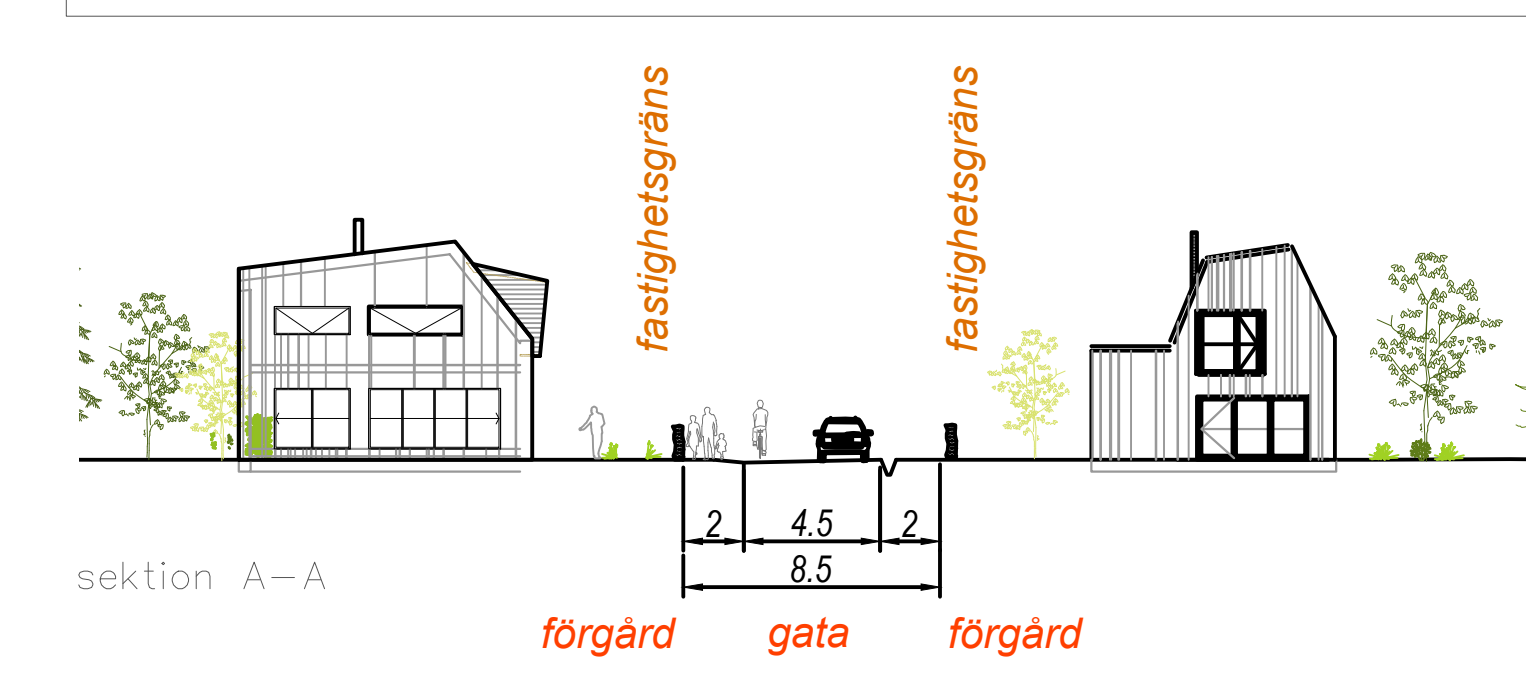 fastighetsgräns
fastighetsgräns
2
4.5
2
8.5
sektion A-A
förgård
gata
förgård